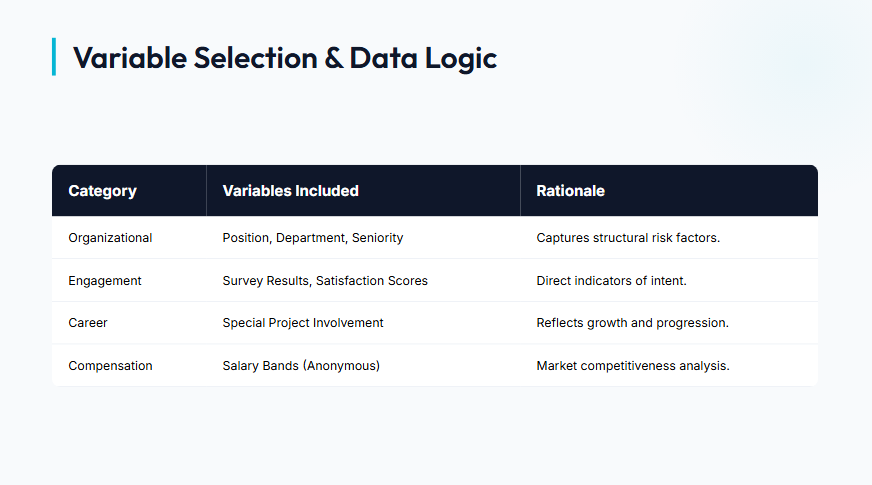 Variable Selection & Data Logic
Category Variables Included Rationale
Organizational Position, Department, Seniority Captures structural risk factors.
Engagement Survey Results, Satisfaction Scores Direct indicators of intent.
Career Special Project Involvement Reflects growth and progression.
Compensation Salary Bands (Anonymous) Market competitiveness analysis.